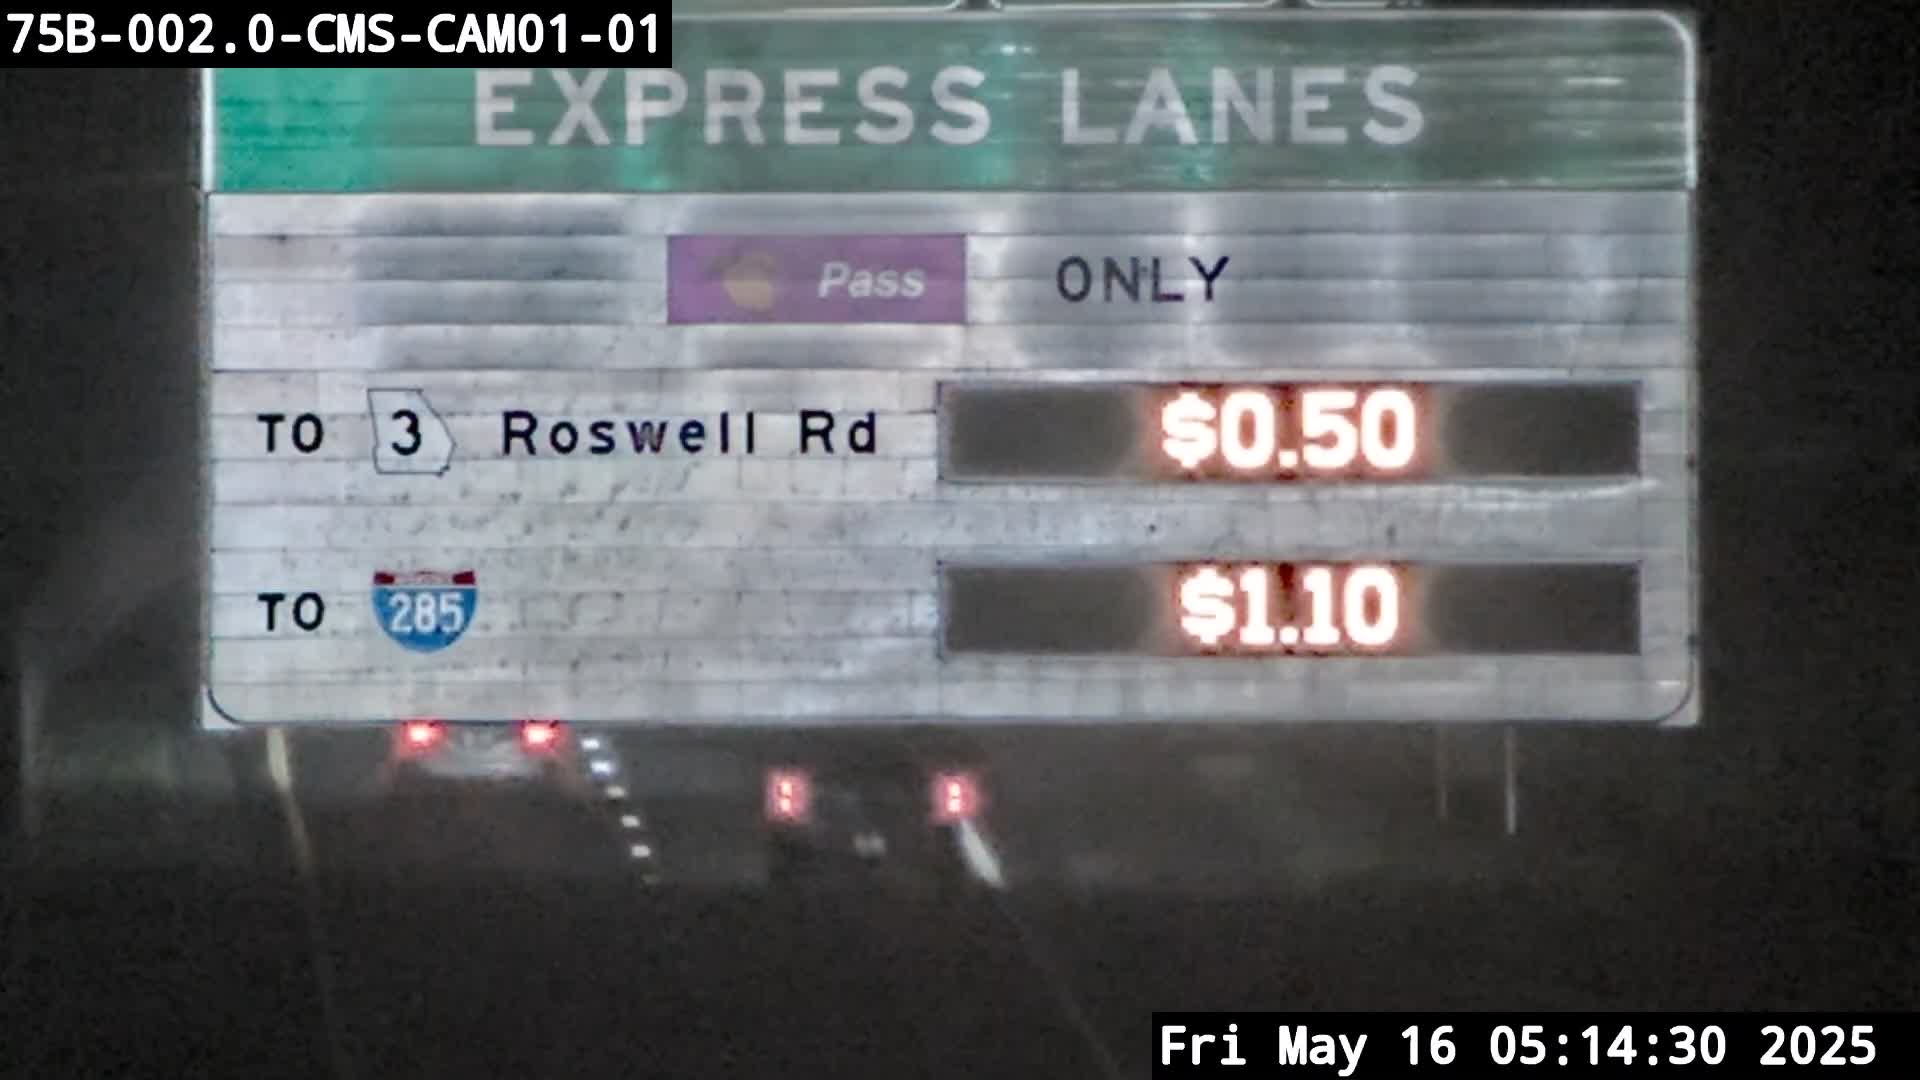 75B-002.0-CMS-CAM01-01
EXPRESS LANES
Pass ONLY
TO 3 Roswell Rd $0.50
TO 285 $1.10
Fri May 16 05:14:30 2025